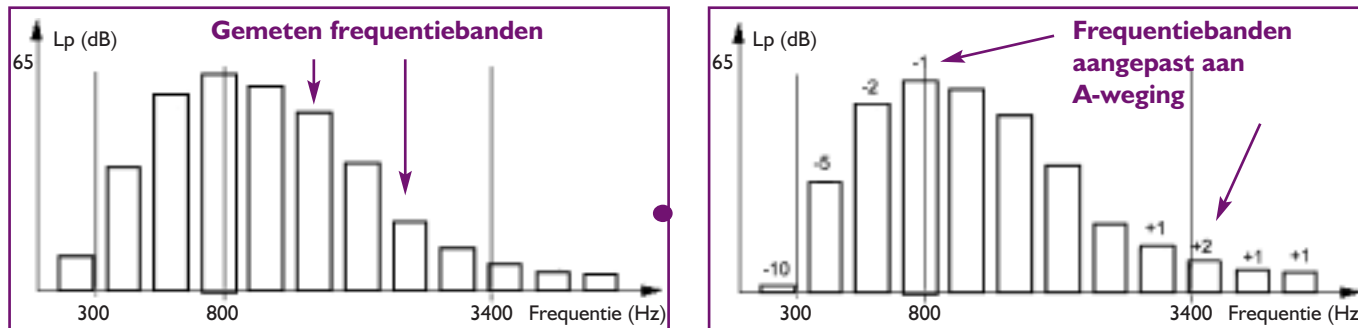 Lp (dB)
65
Gemeten frequentiebanden
300
800
3400
Frequentie (Hz)
Lp (dB)
65
Frequentiebanden
aangepast aan
A-weging
-10
-5
-2
-1
+1
+2
+1
+1
300
800
3400
Frequentie (Hz